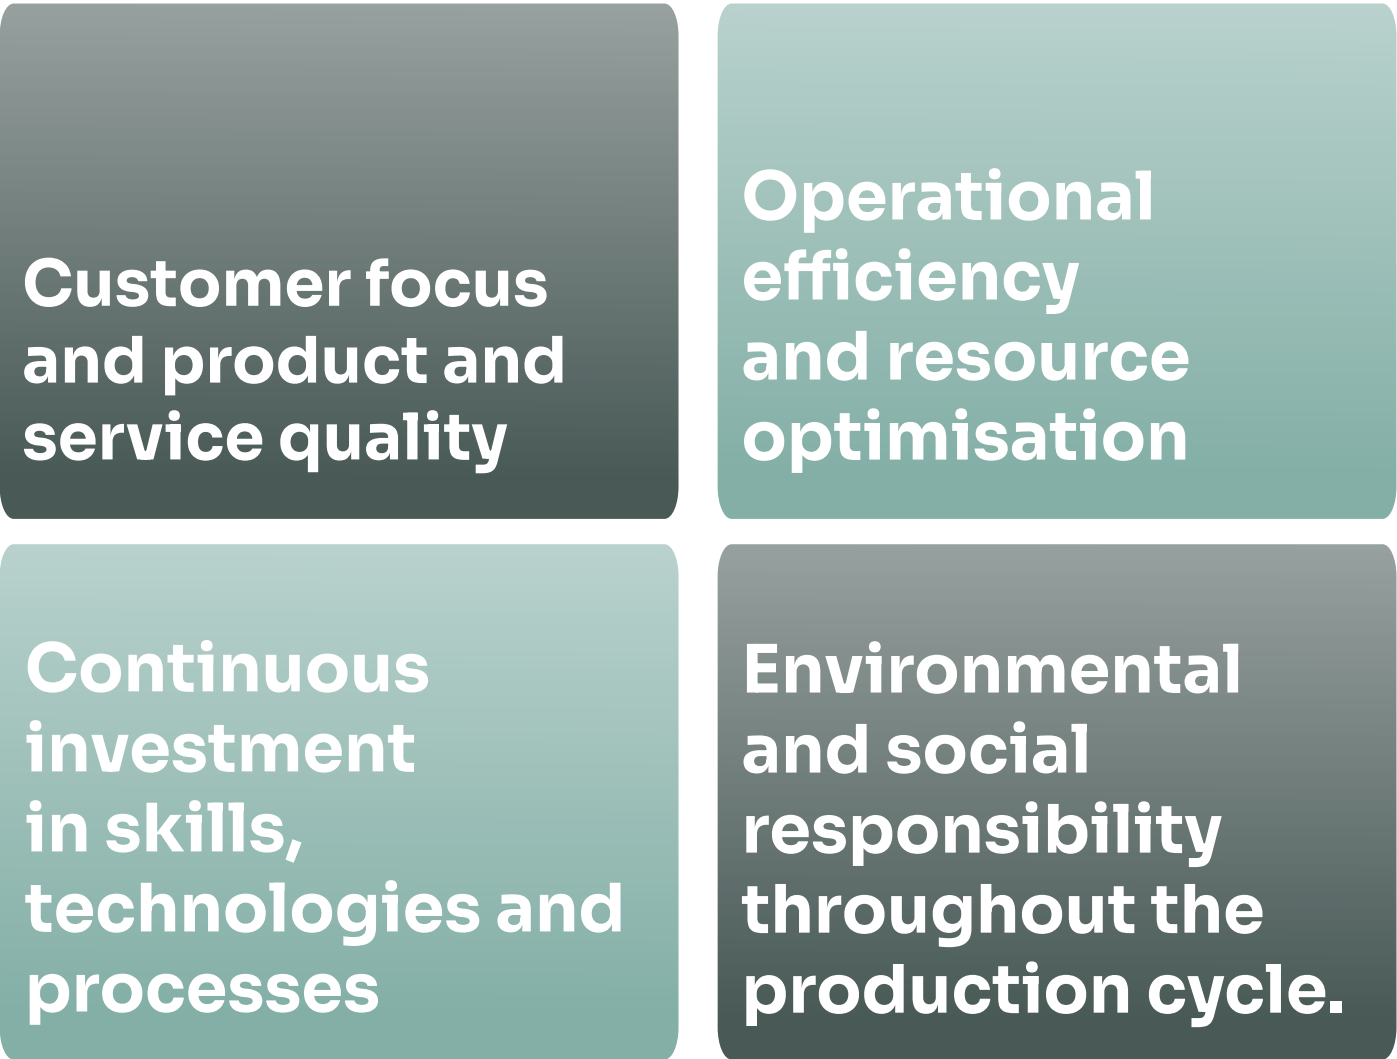 Customer focus
and product and
service quality
Operational
efficiency
and resource
optimisation
Continuous
investment
in skills,
technologies and
processes
Environmental
and social
responsibility
throughout the
production cycle.